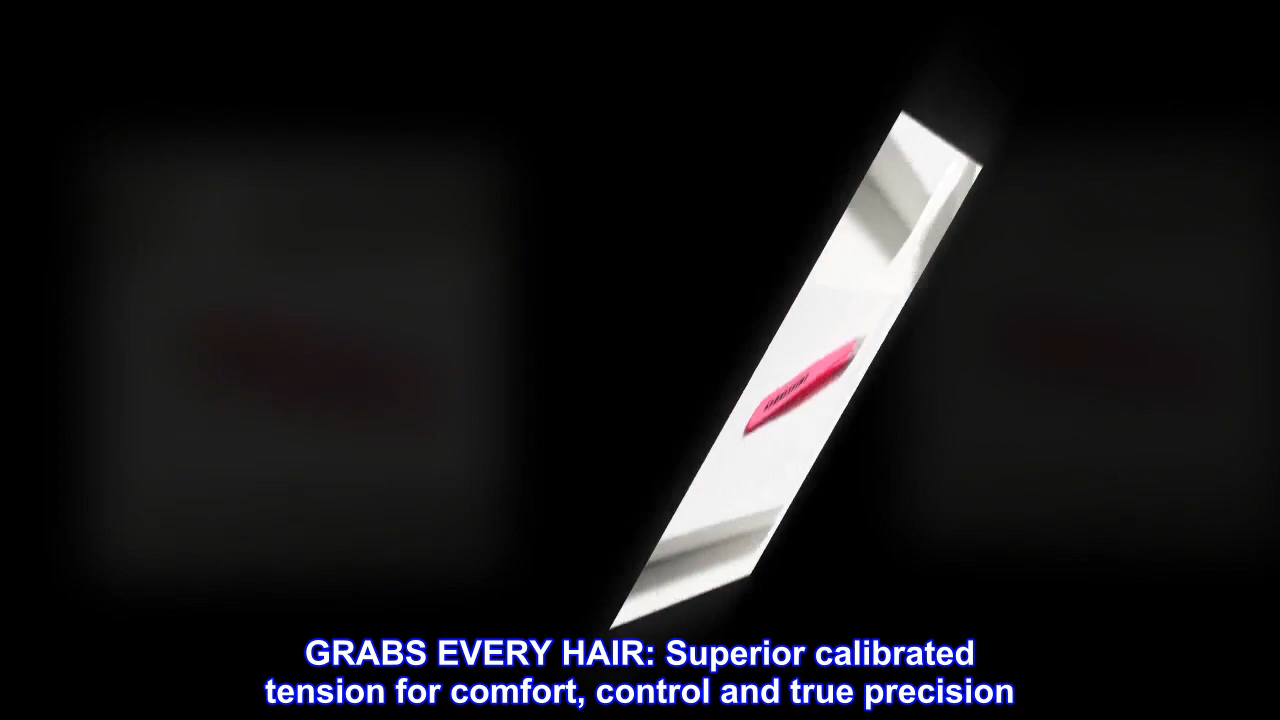 GRABS EVERY HAIR: Superior calibrated
tension for comfort, control and true precision